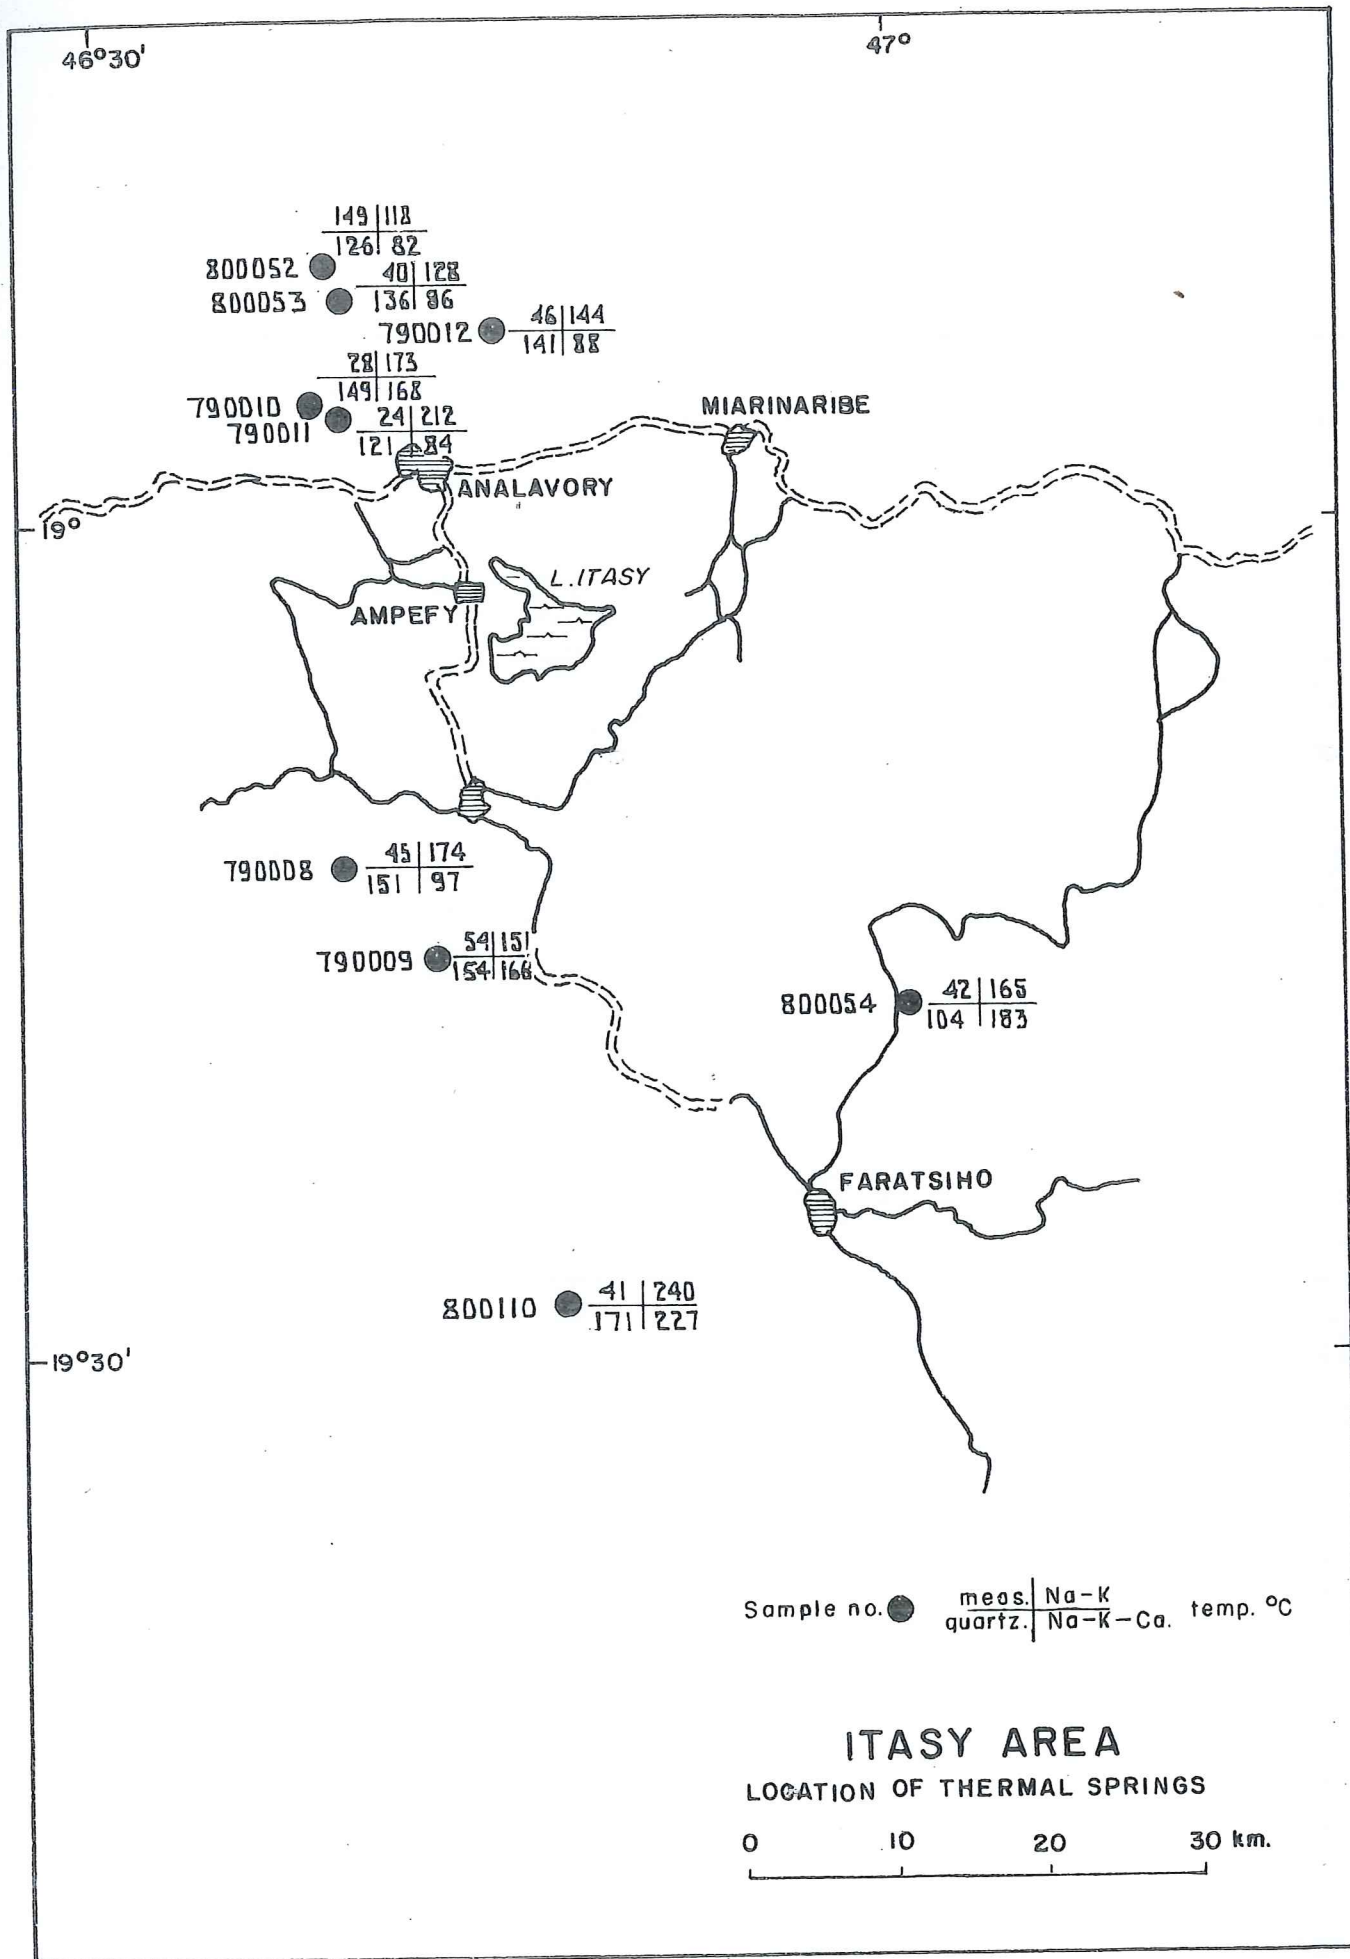 46°30'
47°
149 | 118
126 | 82
800052
40 | 128
136 | 86
800053
790012
46 | 144
141 | 88
28 | 173
149 | 168
790010
790011
24 | 212
121 | 84
MIARINARIBE
ANALAVORY
19°
L. ITASY
AMPEFY
790008
45 | 174
151 | 97
790009
54 | 151
154 | 166
800054
42 | 165
104 | 183
FARATSIHO
800110
41 | 240
171 | 227
19°30'
Sample no.
meas. | Na-K
quartz. | Na-K-Ca.
temp. °C
ITASY AREA
LOCATION OF THERMAL SPRINGS
0 10 20 30 km.